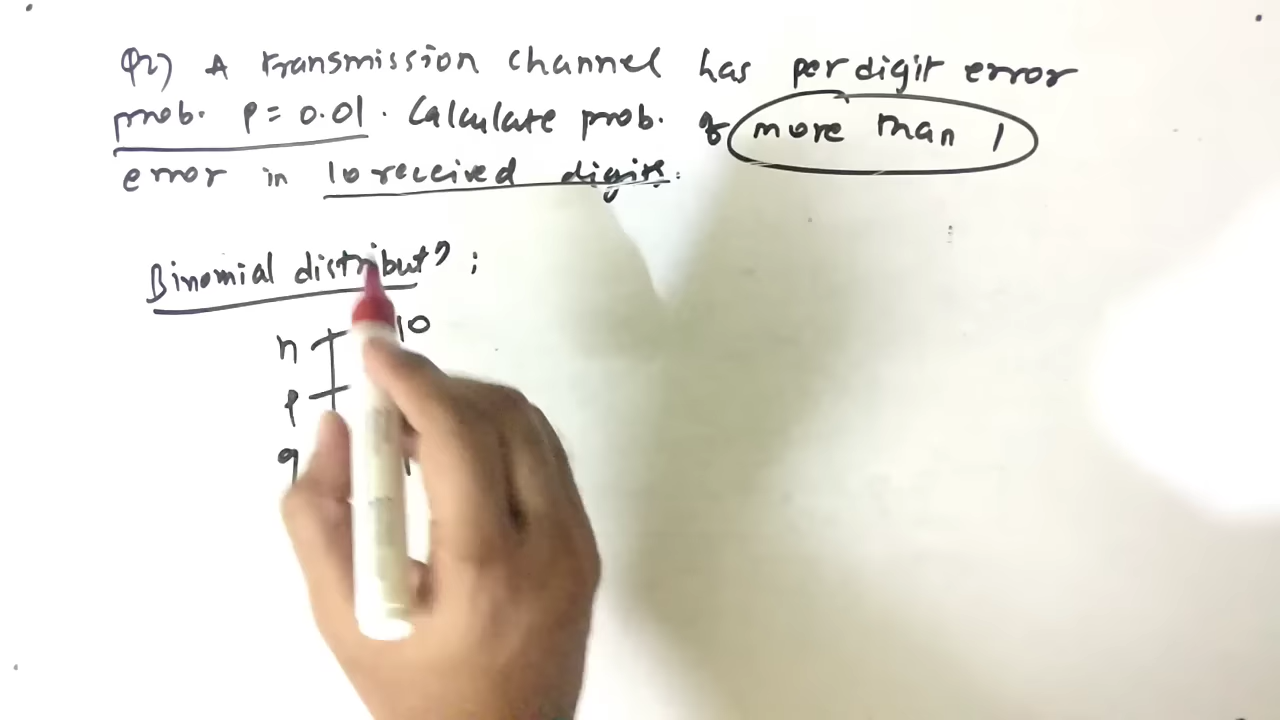 Q2) A transmission channel has per digit error
prob. p = 0.01. Calculate prob. of more than 1
error in 10 received digits.
Binomial distribut?;
n 10
p
q